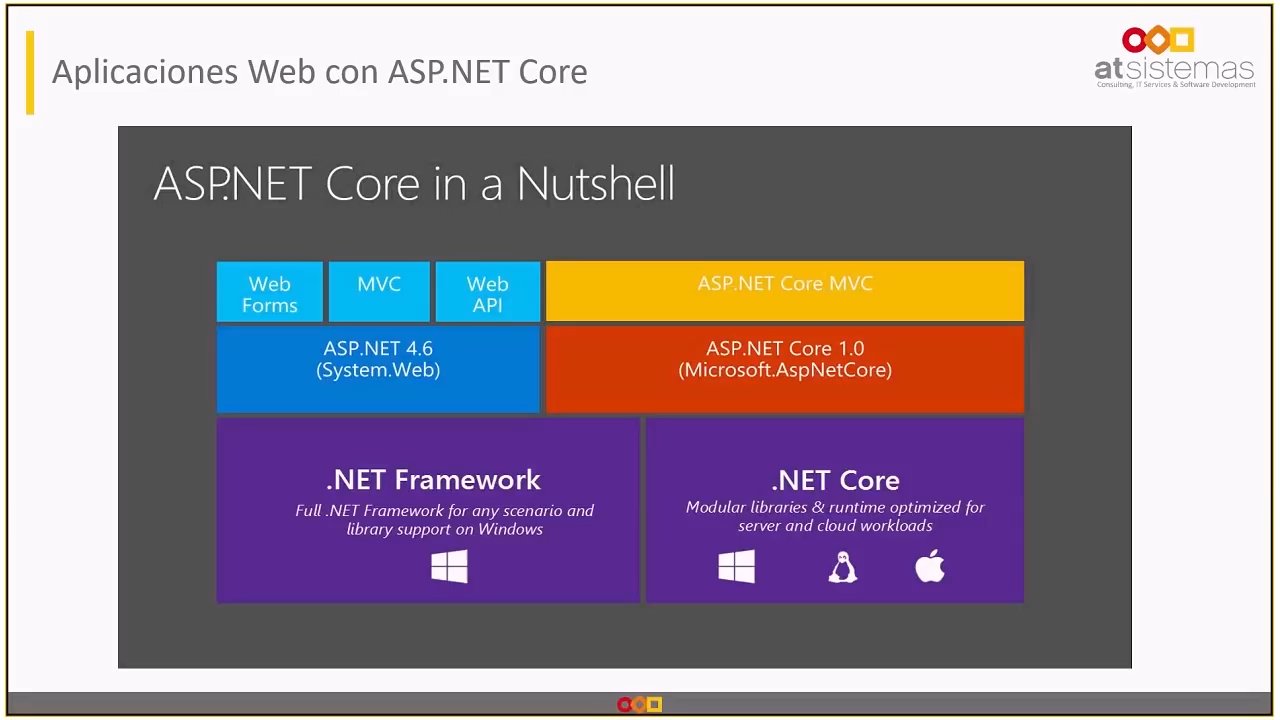 Aplicaciones Web con ASP.NET Core
atsistemas
Consulting, IT Services & Software Development
ASP.NET Core in a Nutshell
Web
Forms
MVC
Web
API
ASP.NET Core MVC
ASP.NET 4.6
(System.Web)
ASP.NET Core 1.0
(Microsoft.AspNetCore)
.NET Framework
Full .NET Framework for any scenario and
library support on Windows
.NET Core
Modular libraries & runtime optimized for
server and cloud workloads